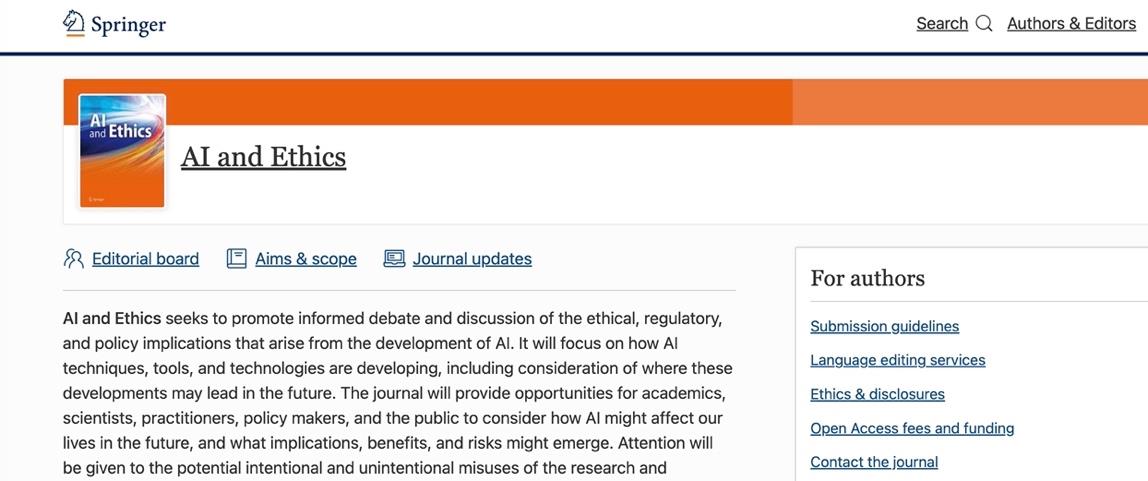 Springer
Search
Authors & Editors
AI
and Ethics
AI and Ethics
Editorial board
Aims & scope
Journal updates
AI and Ethics seeks to promote informed debate and discussion of the ethical, regulatory,
and policy implications that arise from the development of AI. It will focus on how AI
techniques, tools, and technologies are developing, including consideration of where these
developments may lead in the future. The journal will provide opportunities for academics,
scientists, practitioners, policy makers, and the public to consider how AI might affect our
lives in the future, and what implications, benefits, and risks might emerge. Attention will
be given to the potential intentional and unintentional misuses of the research and
For authors
Submission guidelines
Language editing services
Ethics & disclosures
Open Access fees and funding
Contact the journal